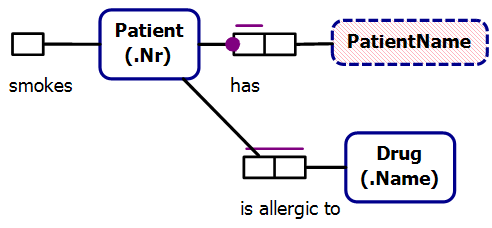 Patient
(.Nr)
PatientName
smokes
has
Drug
(.Name)
is allergic to